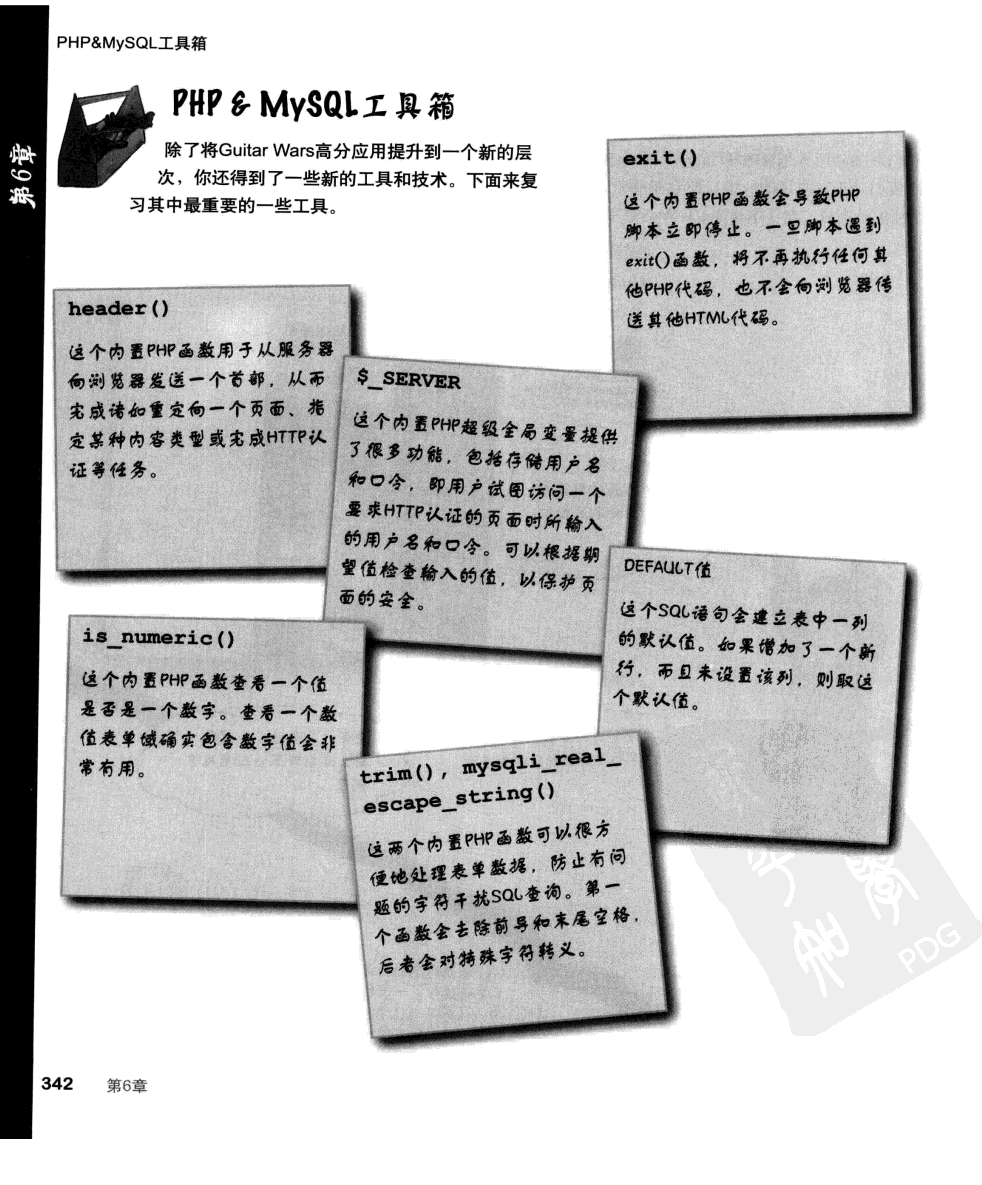 PHP&MySQL工具箱
第6章
PHP & MySQL工具箱
除了将Guitar Wars高分应用提升到一个新的层
次，你还得到了一些新的工具和技术。下面来复
习其中最重要的一些工具。
exit()
这个内置PHP函数会导致PHP
脚本立即停止。一旦脚本遇到
exit()函数，将不再执行任何其
他PHP代码，也不会向浏览器传
送其他HTML代码。
header()
这个内置PHP函数用于从服务器
向浏览器发送一个首部，从而
完成诸如重定向一个页面、指
定某种内容类型或完成HTTP认
证等任务。
$_SERVER
这个内置PHP超级全局变量提供
了很多功能，包括存储用户名
和口令，即用户试图访问一个
要求HTTP认证的页面时所输入
的用户名和口令。可以根据期
望值检查输入的值，以保护页
面的安全。
DEFAULT值
这个SQL语句会建立表中一列
的默认值。如果增加了一个新
行，而且未设置该列，则取这
个默认值。
is_numeric()
这个内置PHP函数查看一个值
是否是一个数字。查看一个数
值表单域确实包含数字值会非
常有用。
trim(), mysqli_real_
escape_string()
这两个内置PHP函数可以很方
便地处理表单数据，防止有问
题的字符干扰SQL查询。第一
个函数会去除前导和末尾空格，
后者会对特殊字符转义。
PDG
342 第6章